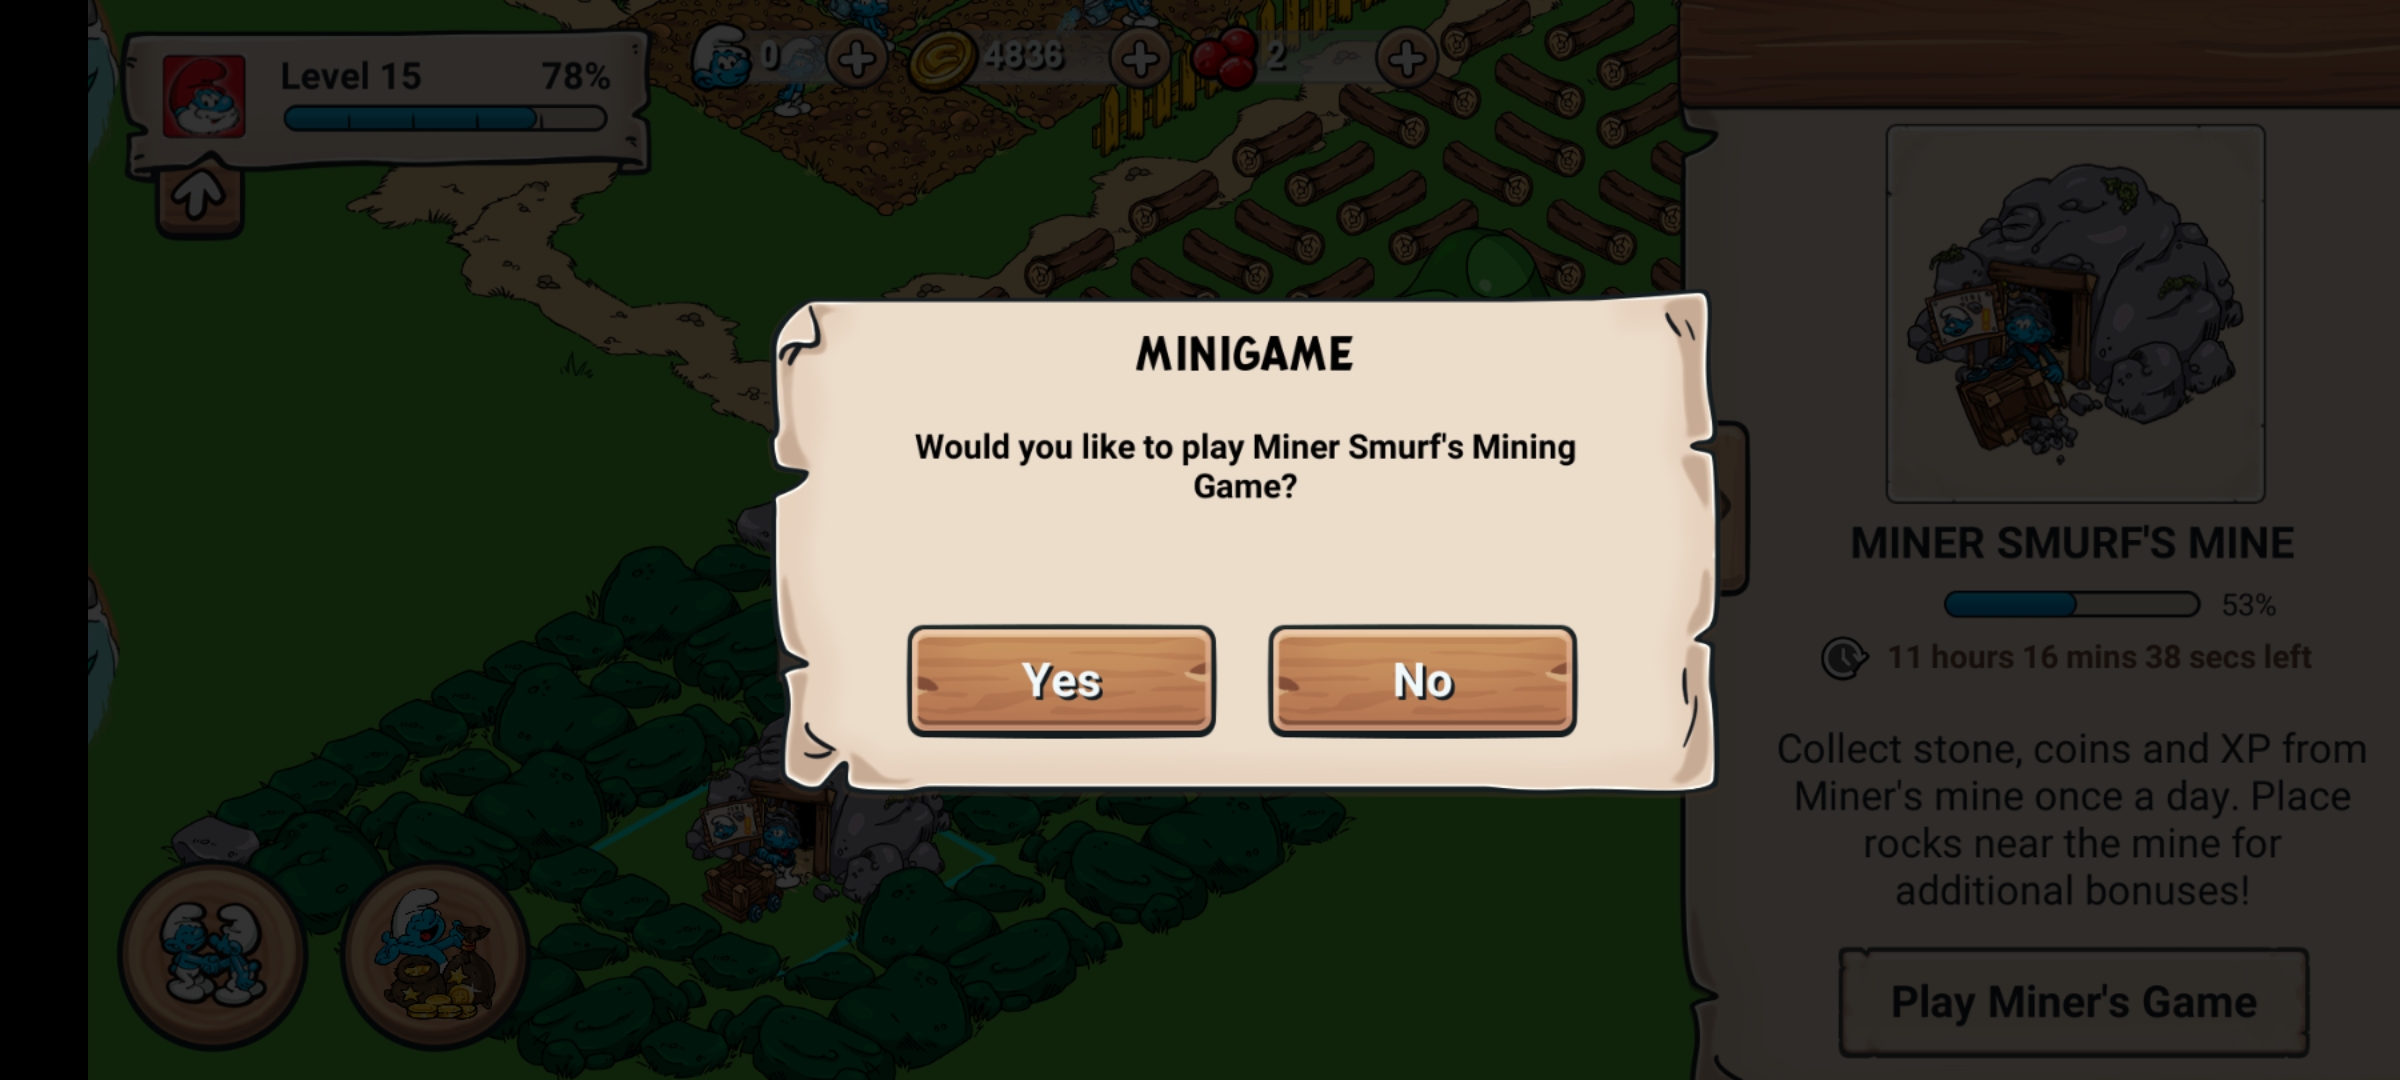 Level 15 78%
0
4836
2
MINIGAME
Would you like to play Miner Smurf's Mining
Game?
Yes
No
MINER SMURF'S MINE
53%
11 hours 16 mins 38 secs left
Collect stone, coins and XP from
Miner's mine once a day. Place
rocks near the mine for
additional bonuses!
Play Miner's Game